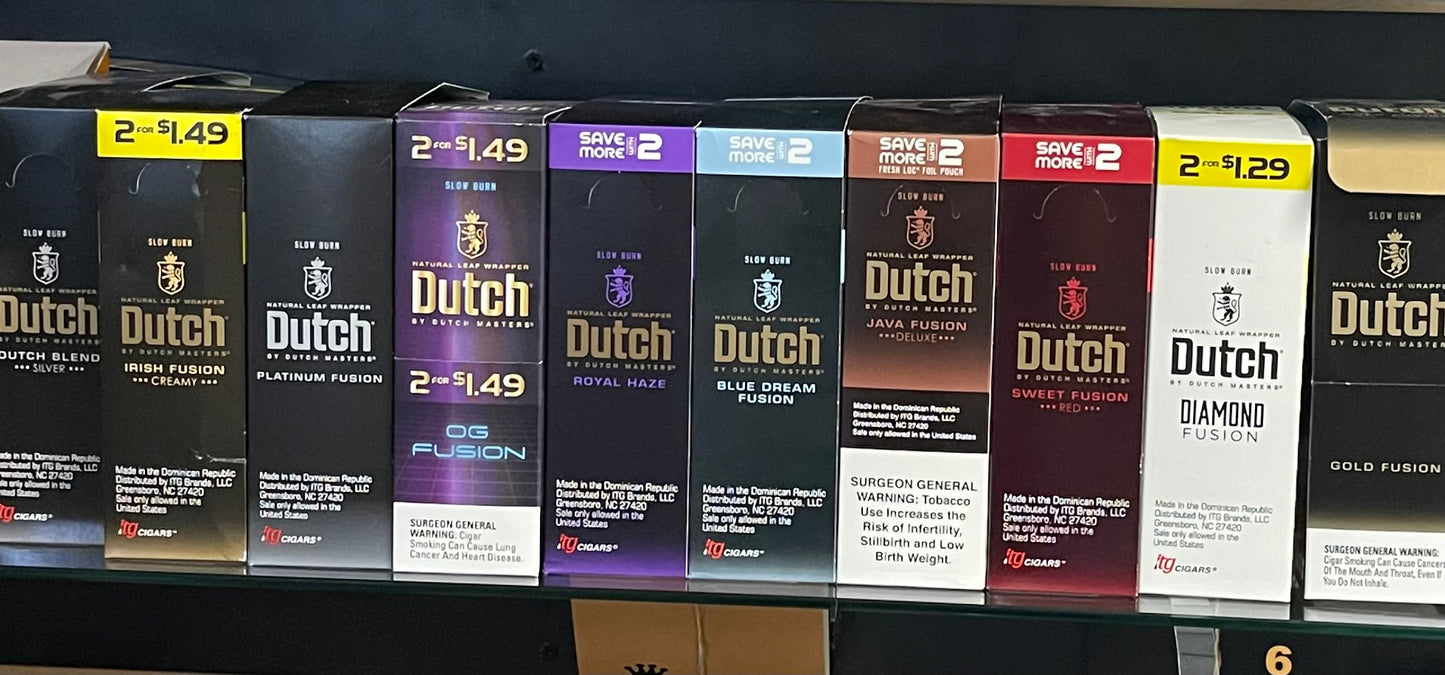 Dutch
BY DUTCH MASTERS®
DUTCH BLEND
••• SILVER •••
CIGARS®
2 FOR $1.49
SLOW BURN
NATURAL LEAF WRAPPER
Dutch
BY DUTCH MASTERS®
IRISH FUSION
••• CREAMY •••
Made in the Dominican Republic
Distributed by ITG Brands, LLC
Greensboro, NC 27420
Sale only allowed in the
United States
itg CIGARS®
SLOW BURN
NATURAL LEAF WRAPPER
Dutch
BY DUTCH MASTERS®
PLATINUM FUSION
Made in the Dominican Republic
Distributed by ITG Brands, LLC
Greensboro, NC 27420
Sale only allowed in the
United States
itg CIGARS®
2 FOR $1.49
SLOW BURN
NATURAL LEAF WRAPPER
Dutch®
BY DUTCH MASTERS®
2 FOR $1.49
OG
FUSION
SURGEON GENERAL
WARNING: Cigar
Smoking Can Cause Lung
Cancer And Heart Disease.
SAVE
MORE WITH 2
SLOW BURN
NATURAL LEAF WRAPPER
Dutch®
BY DUTCH MASTERS®
ROYAL HAZE
Made in the Dominican Republic
Distributed by ITG Brands, LLC
Greensboro, NC 27420
Sale only allowed in the
United States
itg CIGARS®
SAVE
MORE WITH 2
SLOW BURN
NATURAL LEAF WRAPPER
Dutch®
BY DUTCH MASTERS®
BLUE DREAM
FUSION
Made in the Dominican Republic
Distributed by ITG Brands, LLC
Greensboro, NC 27420
Sale only allowed in the
United States
itg CIGARS™
SAVE
MORE WITH 2
FRESH LOC® FOIL POUCH
SLOW BURN
NATURAL LEAF WRAPPER
Dutch®
BY DUTCH MASTERS®
JAVA FUSION
•••DELUXE•••
Made in the Dominican Republic
Distributed by ITG Brands, LLC
Greensboro, NC 27420
Sale only allowed in the United States
SURGEON GENERAL
WARNING: Tobacco
Use Increases the
Risk of Infertility,
Stillbirth and Low
Birth Weight.
SAVE
MORE WITH 2
SLOW BURN
NATURAL LEAF WRAPPER
Dutch®
BY DUTCH MASTERS®
SWEET FUSION
••• RED •••
Made in the Dominican Republic
Distributed by ITG Brands, LLC
Greensboro, NC 27420
Sale only allowed in the
United States
itg CIGARS™
2 FOR $1.29
SLOW BURN
NATURAL LEAF WRAPPER
Dutch®
BY DUTCH MASTERS®
DIAMOND
FUSION
Made in the Dominican Republic
Distributed by ITG Brands, LLC
Greensboro, NC 27420
Sale only allowed in the
United States
itg CIGARS®
SLOW BURN
NATURAL LEAF WRAPPER
Dutch
BY DUTCH MASTERS®
GOLD FUSION
SURGEON GENERAL WARNING:
Cigar Smoking Can Cause Cancers
Of The Mouth And Throat, Even If
You Do Not Inhale.
6